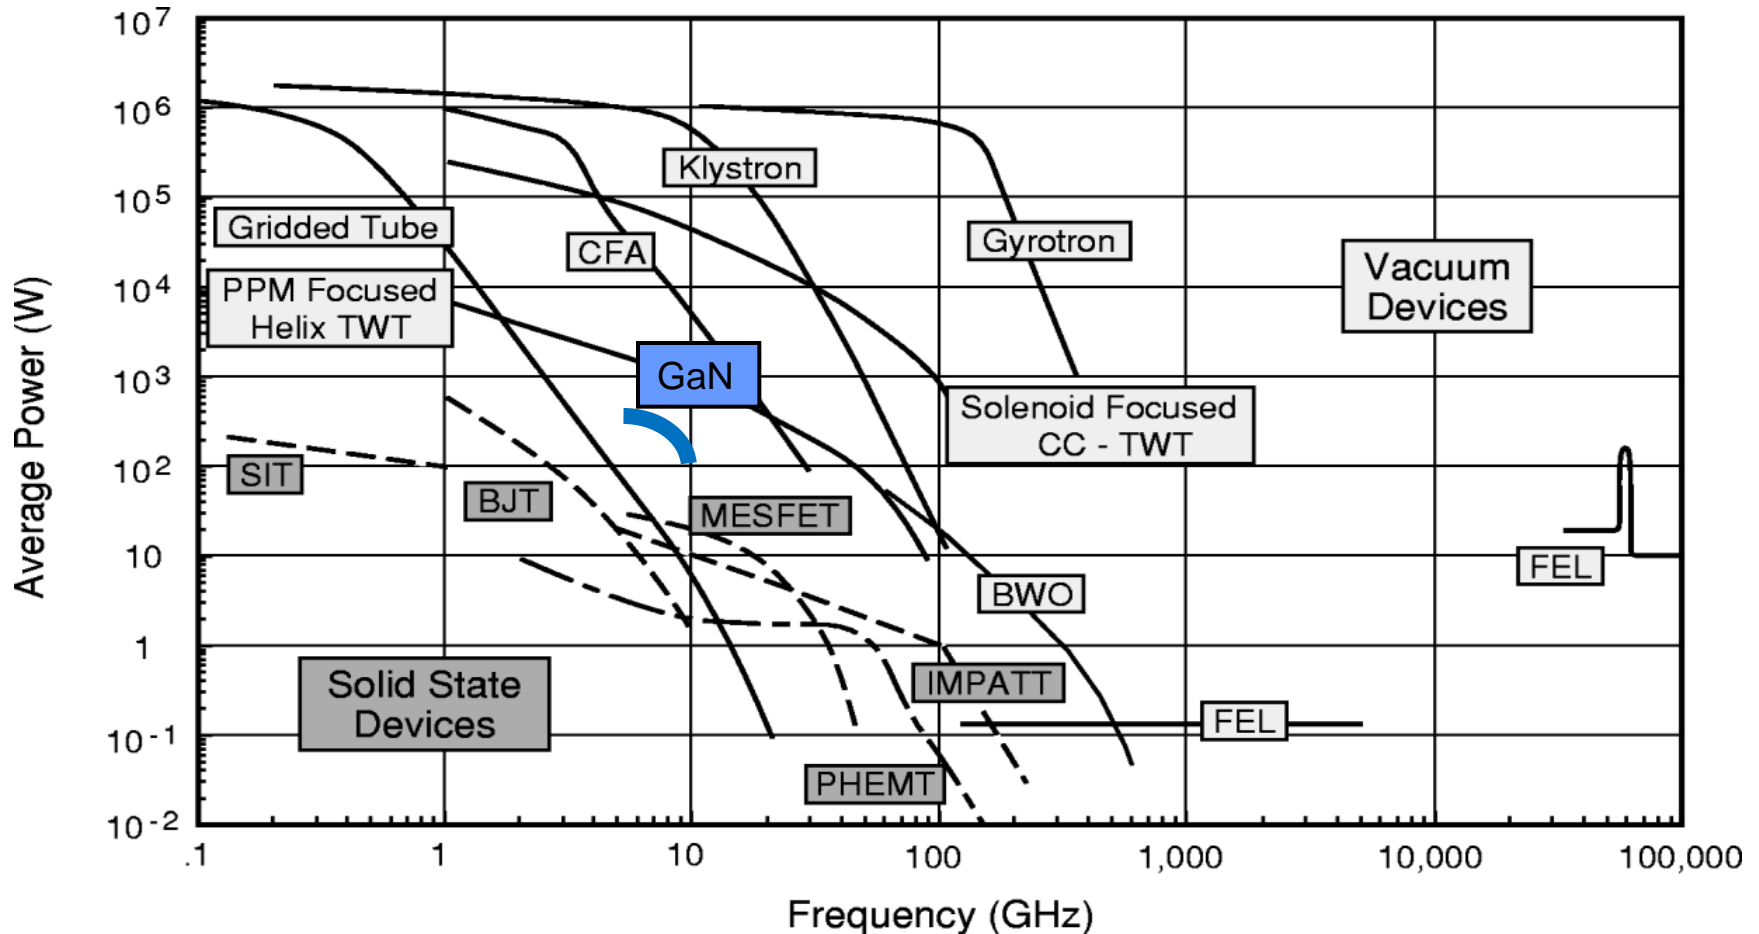 10^7
10^6
10^5
10^4
10^3
10^2
10
1
10^-1
10^-2
Average Power (W)
Klystron
Gridded Tube
CFA
Gyrotron
Vacuum
Devices
PPM Focused
Helix TWT
GaN
Solenoid Focused
CC - TWT
SIT
BJT
MESFET
FEL
BWO
Solid State
Devices
IMPATT
FEL
PHEMT
.1
1
10
100
1,000
10,000
100,000
Frequency (GHz)